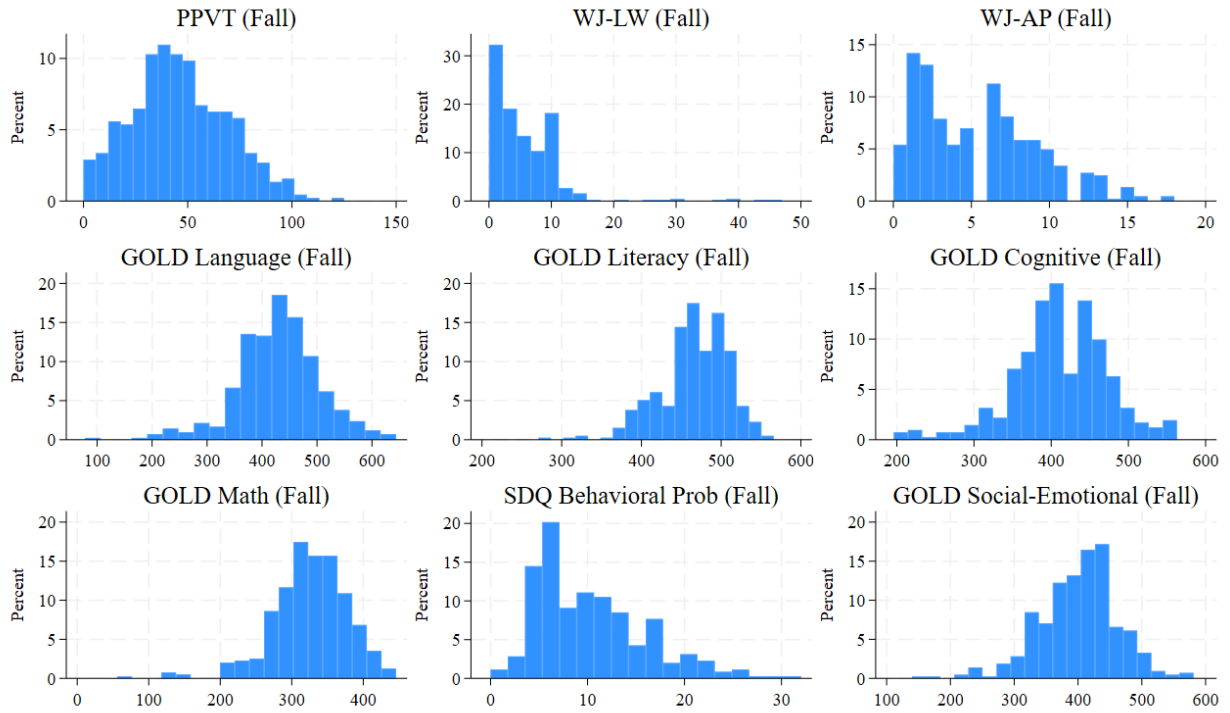 PPVT (Fall)
Percent
10
5
0
0 50 100 150
WJ-LW (Fall)
Percent
30
20
10
0
0 10 20 30 40 50
WJ-AP (Fall)
Percent
15
10
5
0
0 5 10 15 20
GOLD Language (Fall)
Percent
20
15
10
5
0
100 200 300 400 500 600
GOLD Literacy (Fall)
Percent
20
15
10
5
0
200 300 400 500 600
GOLD Cognitive (Fall)
Percent
15
10
5
0
200 300 400 500 600
GOLD Math (Fall)
Percent
20
15
10
5
0
0 100 200 300 400
SDQ Behavioral Prob (Fall)
Percent
20
15
10
5
0
0 10 20 30
GOLD Social-Emotional (Fall)
Percent
20
15
10
5
0
100 200 300 400 500 600